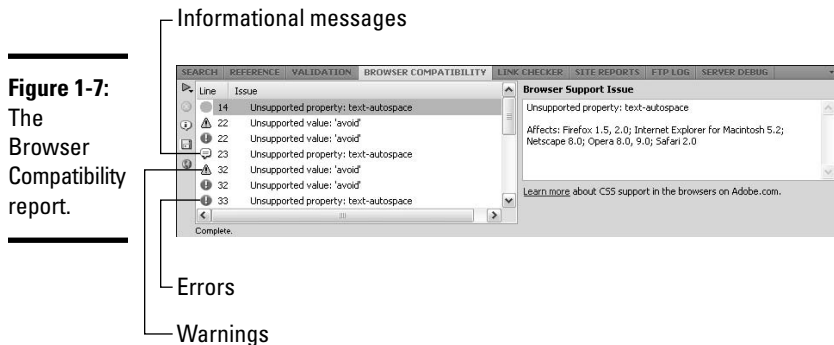 Informational messages
Figure 1-7:
The
Browser
Compatibility
report.
SEARCH REFERENCE VALIDATION BROWSER COMPATIBILITY LINK CHECKER SITE REPORTS FTP LOG SERVER DEBUG
Line Issue
14 Unsupported property: text-autospace
22 Unsupported value: 'avoid'
22 Unsupported value: 'avoid'
23 Unsupported property: text-autospace
32 Unsupported value: 'avoid'
32 Unsupported value: 'avoid'
33 Unsupported property: text-autospace
Complete.
Browser Support Issue
Unsupported property: text-autospace
Affects: Firefox 1.5, 2.0; Internet Explorer for Macintosh 5.2;
Netscape 8.0; Opera 8.0, 9.0; Safari 2.0
Learn more about CSS support in the browsers on Adobe.com.
Errors
Warnings